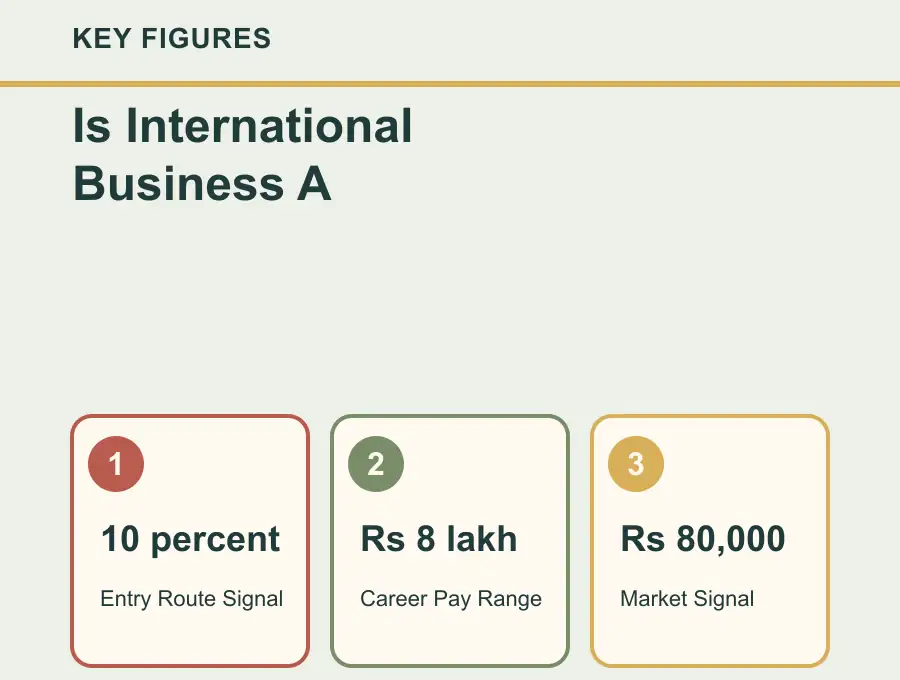 KEY FIGURES
Is International
Business A
1
10 percent
Entry Route Signal
2
Rs 8 lakh
Career Pay Range
3
Rs 80,000
Market Signal